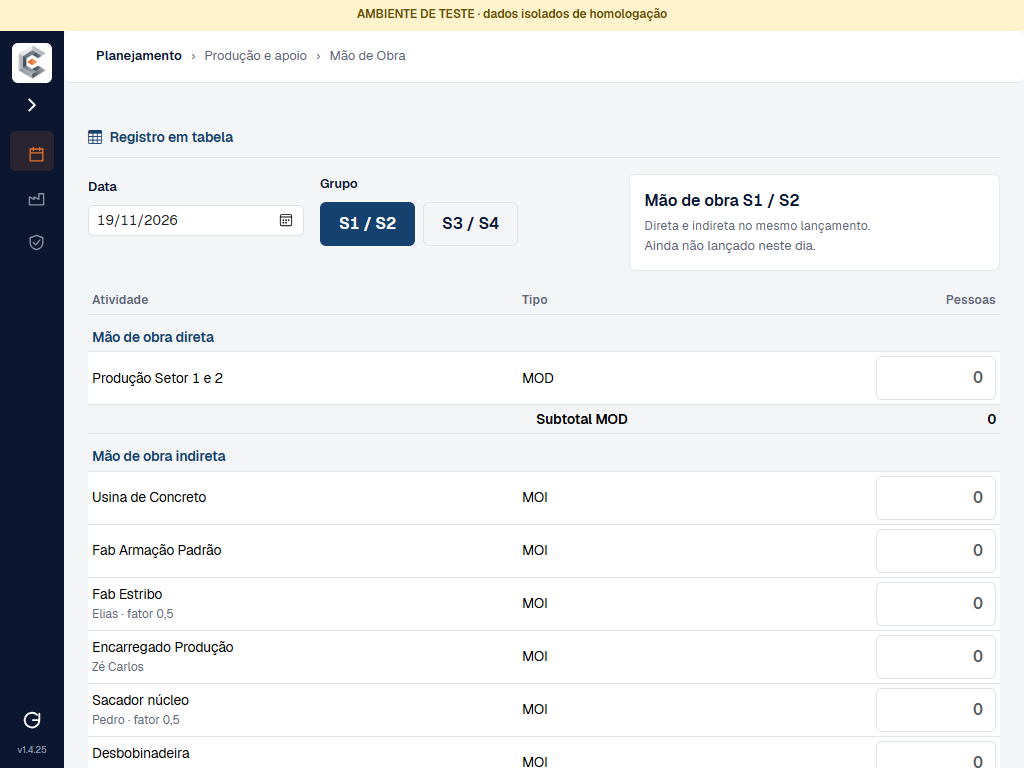 AMBIENTE DE TESTE · dados isolados de homologação
Planejamento › Produção e apoio › Mão de Obra
Registro em tabela
Data
19/11/2026
Grupo
S1 / S2
S3 / S4
Mão de obra S1 / S2
Direta e indireta no mesmo lançamento.
Ainda não lançado neste dia.
Atividade Tipo Pessoas
Mão de obra direta
Produção Setor 1 e 2 MOD 0
Subtotal MOD 0
Mão de obra indireta
Usina de Concreto MOI 0
Fab Armação Padrão MOI 0
Fab Estribo MOI 0
Elias · fator 0,5
Encarregado Produção MOI 0
Zé Carlos
Sacador núcleo MOI 0
Pedro · fator 0,5
Desbobinadeira MOI 0
v1.4.25